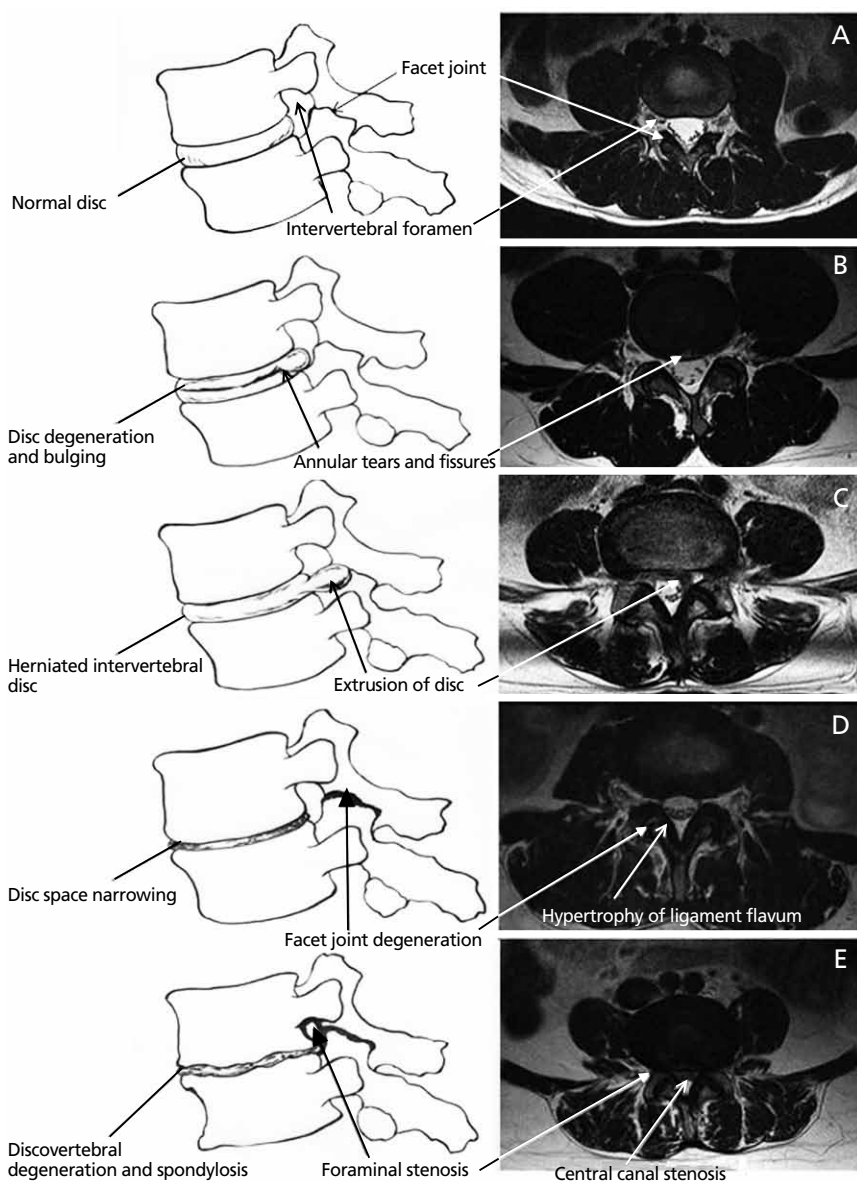 A
Facet joint
Normal disc
Intervertebral foramen
B
Disc degeneration
and bulging
Annular tears and fissures
C
Herniated intervertebral
disc
Extrusion of disc
D
Disc space narrowing
Hypertrophy of ligament flavum
Facet joint degeneration
E
Discovertebral
degeneration and spondylosis
Foraminal stenosis
Central canal stenosis